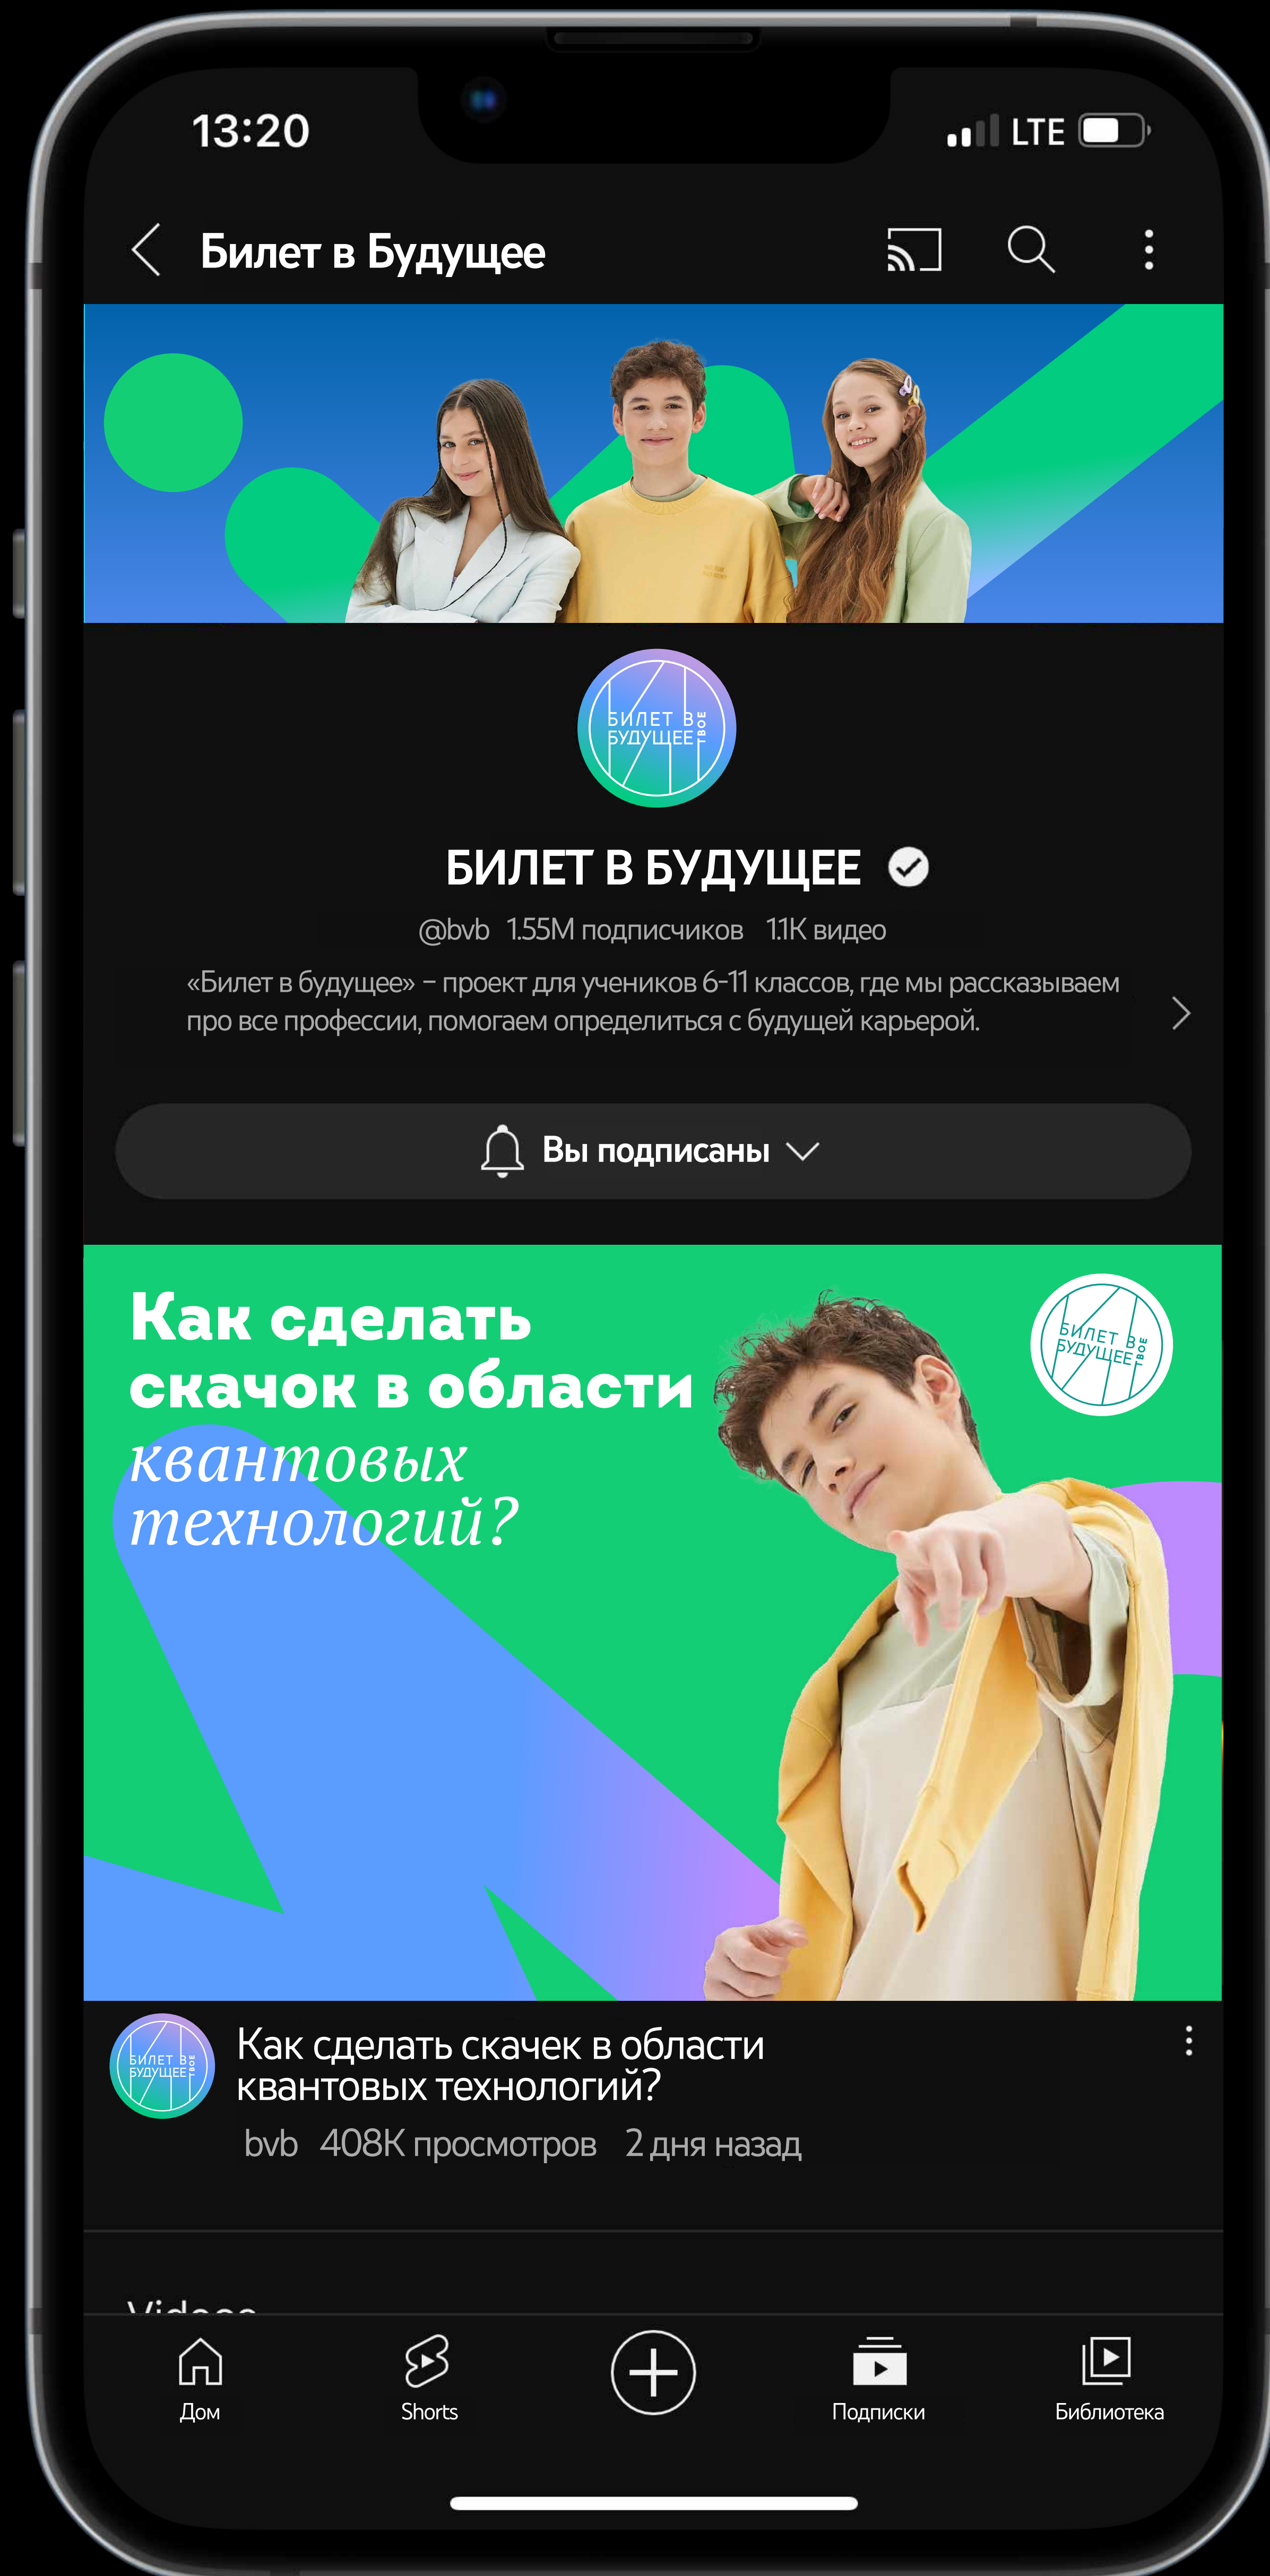 13:20
LTE
Билет в Будущее
БИЛЕТ В
БУДУЩЕЕ
ТВОЕ
БИЛЕТ В БУДУЩЕЕ
@bvb 1.55M подписчиков 1.1K видео
«Билет в будущее» – проект для учеников 6-11 классов, где мы рассказываем
про все профессии, помогаем определиться с будущей карьерой.
Вы подписаны
Как сделать
скачок в области
квантовых
технологий?
БИЛЕТ В
БУДУЩЕЕ
ТВОЕ
БИЛЕТ В
БУДУЩЕЕ
ТВОЕ
Как сделать скачек в области
квантовых технологий?
bvb 408K просмотров 2 дня назад
Videos
Дом
Shorts
Подписки
Библиотека